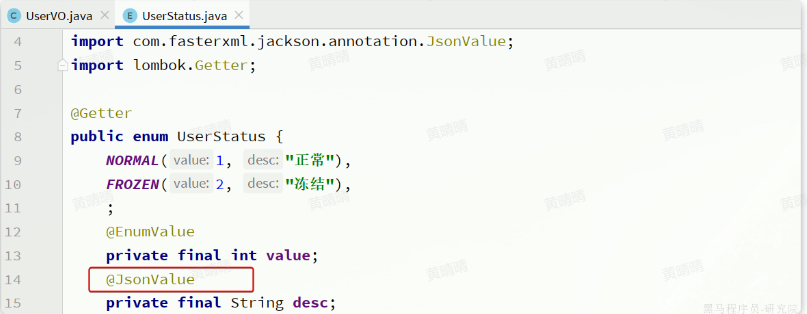 UserVO.java UserStatus.java
4 import com.fasterxml.jackson.annotation.JsonValue;
5 import lombok.Getter;
6
7 @Getter
8 public enum UserStatus {
9 NORMAL( value: 1, desc: "正常"),
10 FROZEN( value: 2, desc: "冻结"),
11 ;
12 @EnumValue
13 private final int value;
14 @JsonValue
15 private final String desc;
黑马程序员-研究院